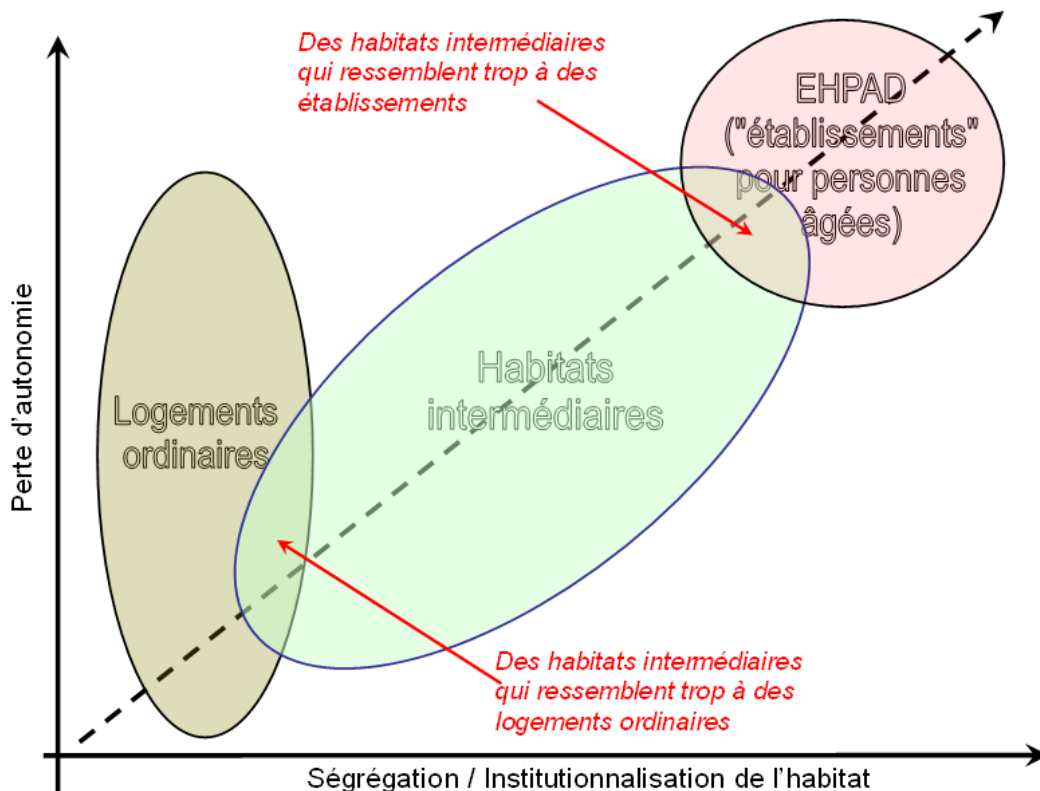 Des habitats intermédiaires
qui ressemblent trop à des
établissements
EHPAD
("établissements"
pour personnes
âgées)
Habitats
intermédiaires
Logements
ordinaires
Perte d'autonomie
Des habitats intermédiaires
qui ressemblent trop à des
logements ordinaires
Ségrégation / Institutionnalisation de l'habitat